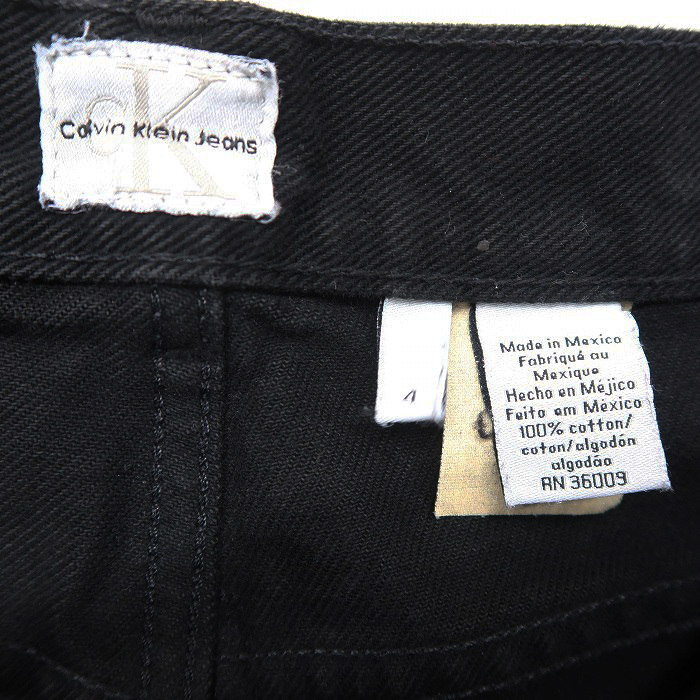 CK
Calvin Klein Jeans
4
Made in Mexico
Fabriqué au
Mexique
Hecho en Méjico
Feito em México
100% cotton/
coton/algodón
algodão
RN 36009